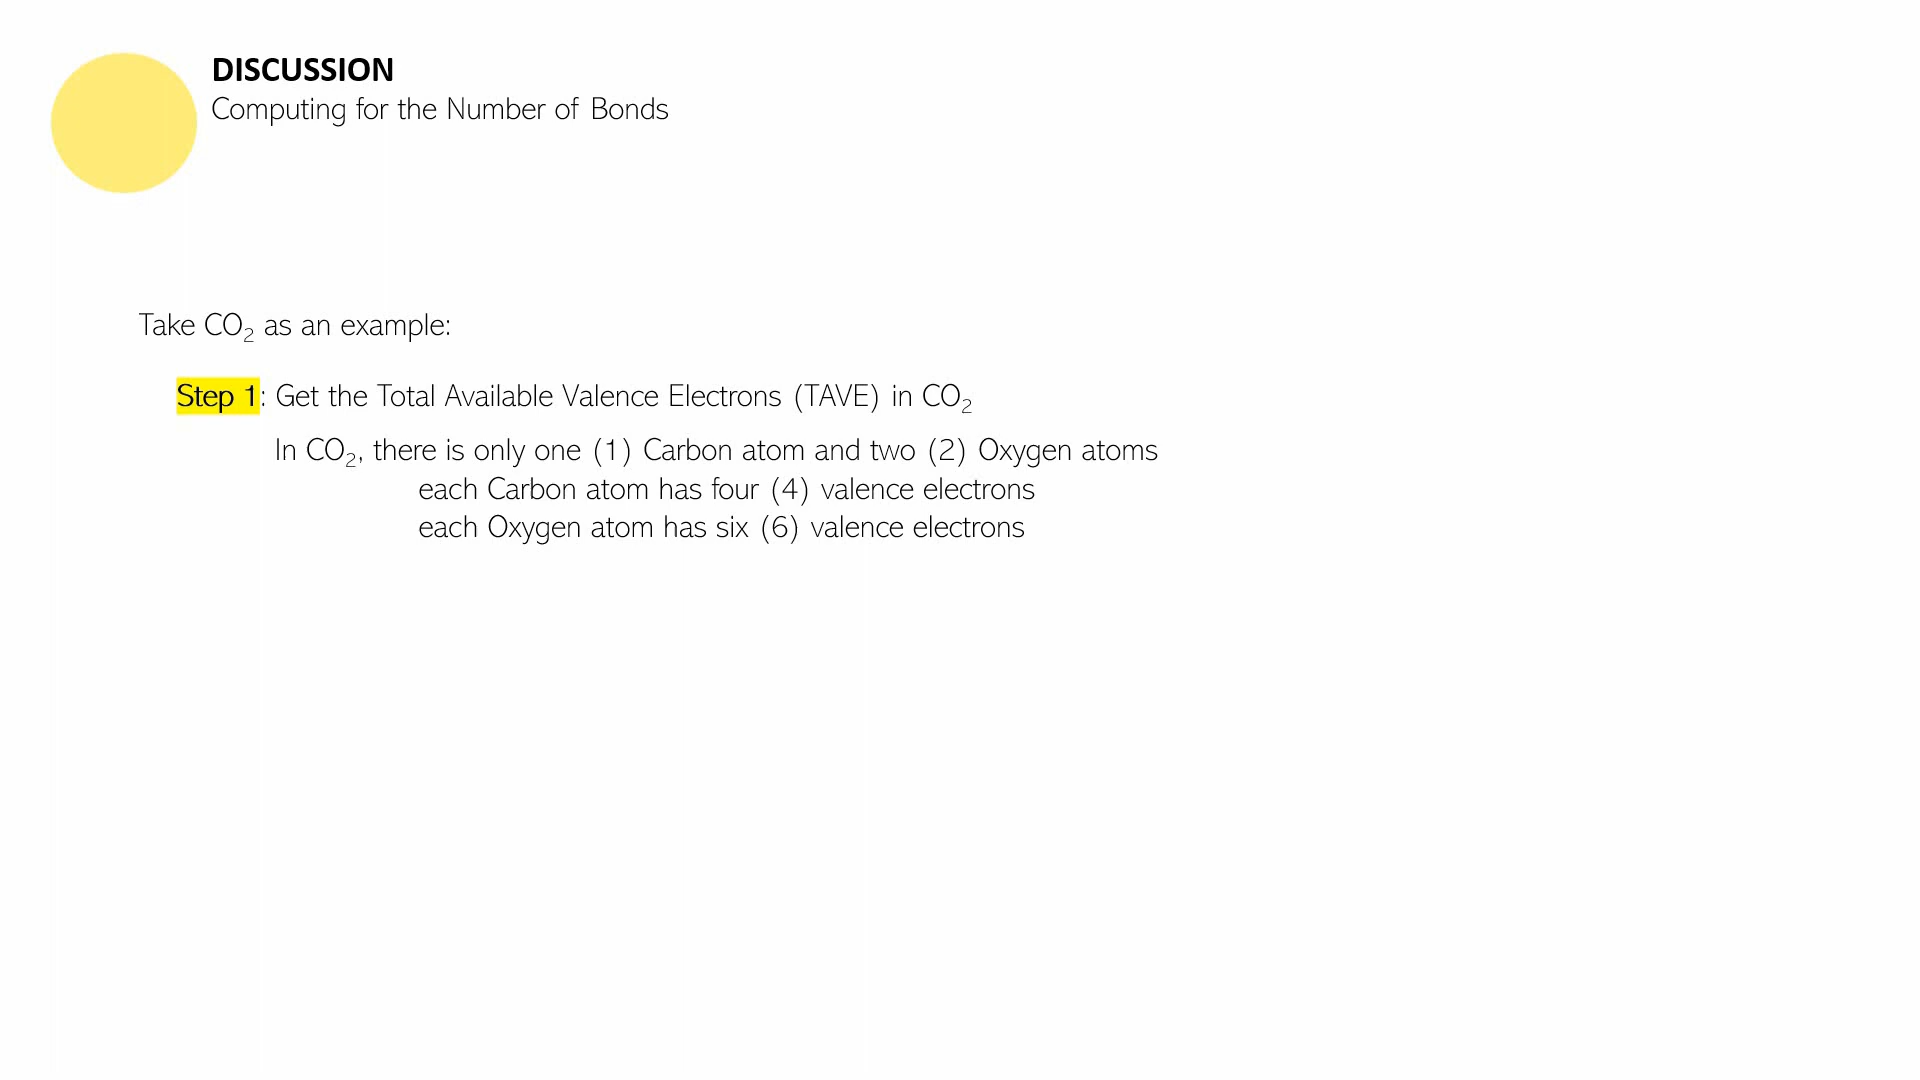 DISCUSSION
Computing for the Number of Bonds
Take CO₂ as an example:
Step 1: Get the Total Available Valence Electrons (TAVE) in CO₂
In CO₂, there is only one (1) Carbon atom and two (2) Oxygen atoms
each Carbon atom has four (4) valence electrons
each Oxygen atom has six (6) valence electrons